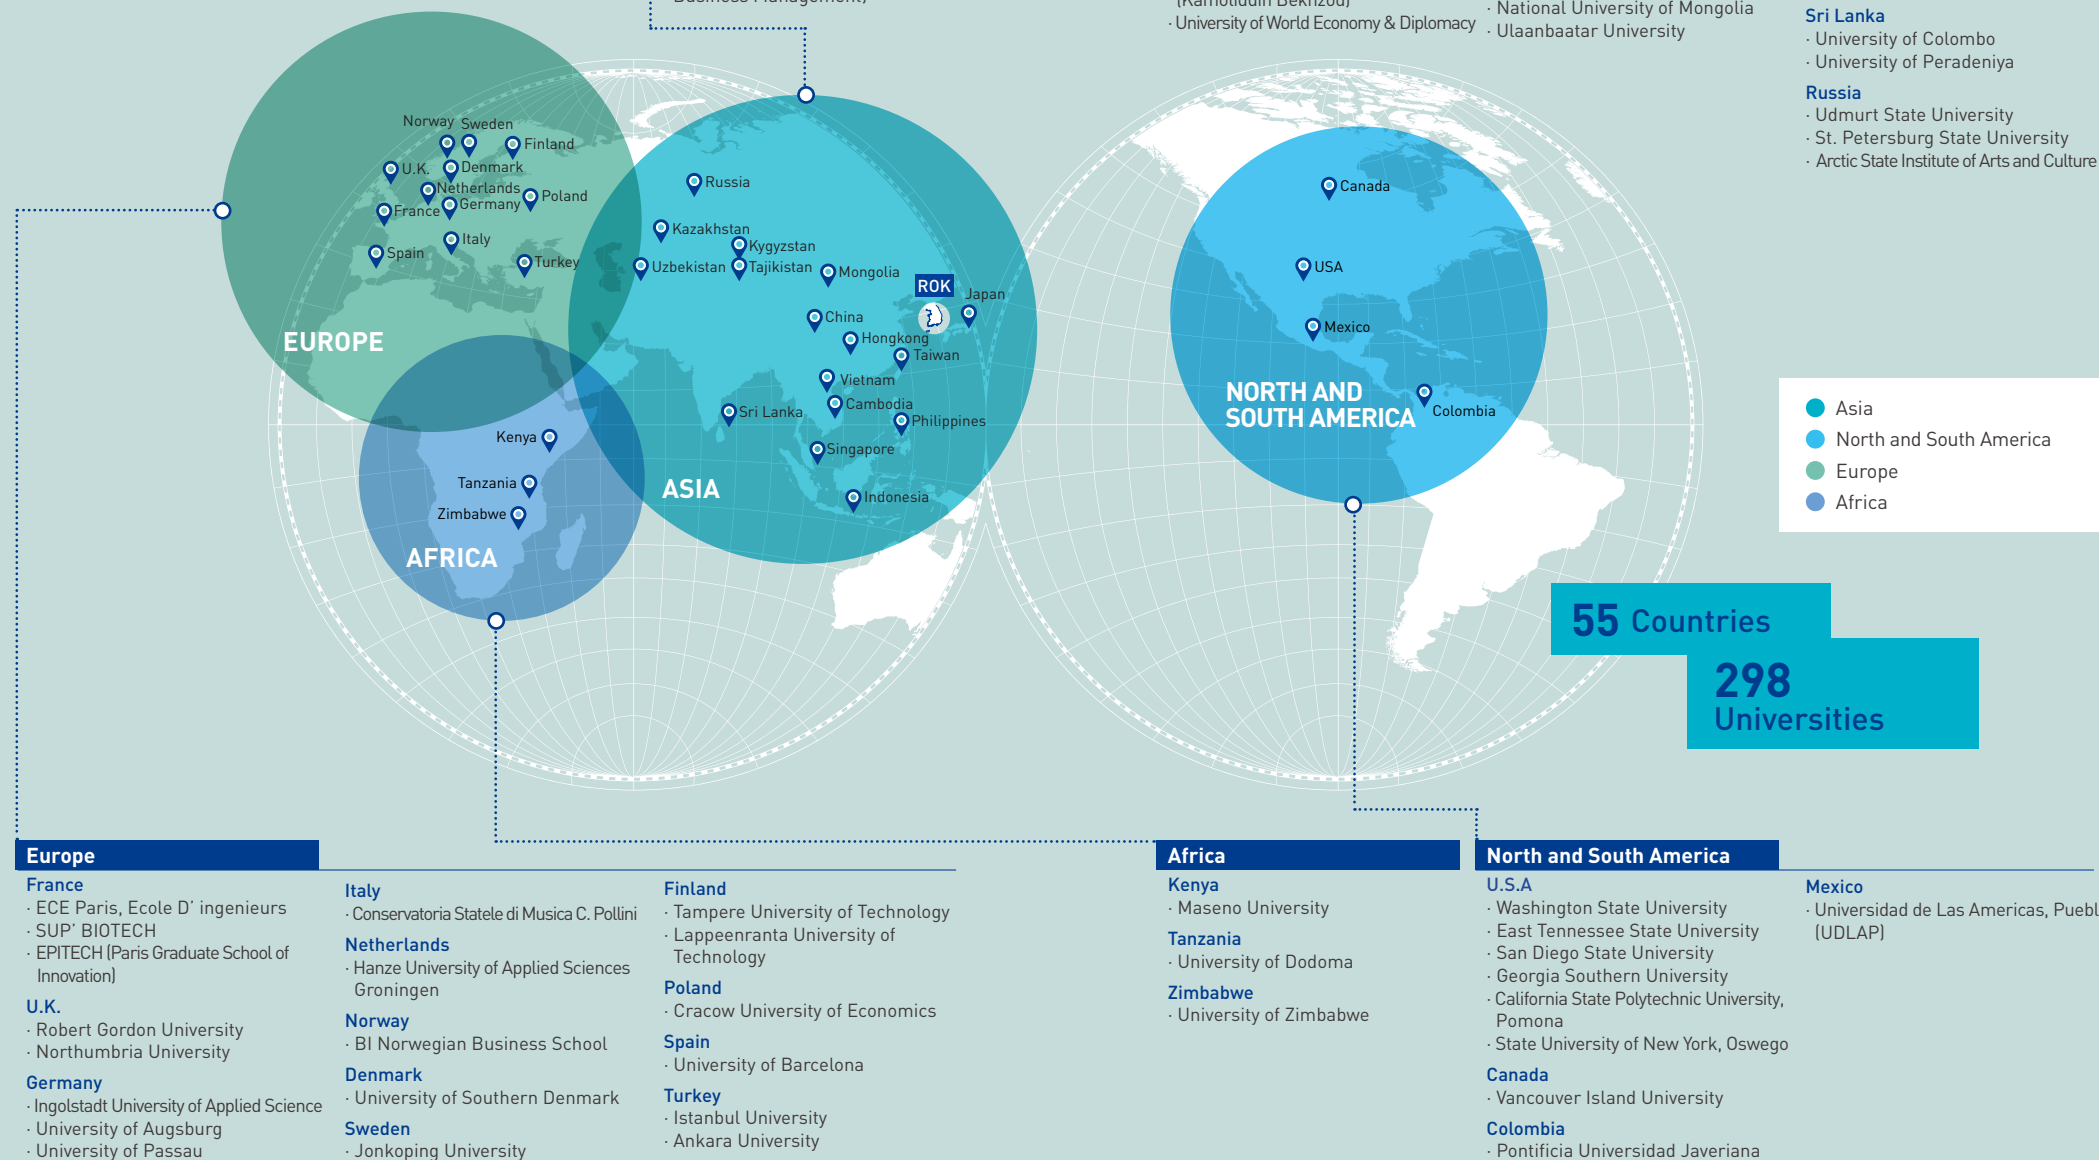 · University of World Economy & Diplomacy
· National University of Mongolia
· Ulaanbaatar University
Sri Lanka
· University of Colombo
· University of Peradeniya
Russia
· Udmurt State University
· St. Petersburg State University
· Arctic State Institute of Arts and Culture
Norway
Sweden
Finland
U.K.
Denmark
Netherlands
Poland
France
Germany
Italy
Spain
Turkey
EUROPE
Russia
Kazakhstan
Kygyzstan
Uzbekistan
Tajikistan
Mongolia
ROK
Japan
China
Hongkong
Taiwan
Vietnam
Cambodia
Sri Lanka
Philippines
Singapore
Indonesia
ASIA
Kenya
Tanzania
Zimbabwe
AFRICA
Canada
USA
Mexico
NORTH AND
SOUTH AMERICA
Colombia
Asia
North and South America
Europe
Africa
55 Countries
298
Universities
Europe
France
· ECE Paris, Ecole D' ingenieurs
· SUP' BIOTECH
· EPITECH (Paris Graduate School of
Innovation)
U.K.
· Robert Gordon University
· Northumbria University
Germany
· Ingolstadt University of Applied Science
· University of Augsburg
· University of Passau
Italy
· Conservatoria Statele di Musica C. Pollini
Netherlands
· Hanze University of Applied Sciences
Groningen
Norway
· BI Norwegian Business School
Denmark
· University of Southern Denmark
Sweden
· Jonkoping University
Finland
· Tampere University of Technology
· Lappeenranta University of
Technology
Poland
· Cracow University of Economics
Spain
· University of Barcelona
Turkey
· Istanbul University
· Ankara University
Africa
Kenya
· Maseno University
Tanzania
· University of Dodoma
Zimbabwe
· University of Zimbabwe
North and South America
U.S.A
· Washington State University
· East Tennessee State University
· San Diego State University
· Georgia Southern University
· California State Polytechnic University,
Pomona
· State University of New York, Oswego
Canada
· Vancouver Island University
Colombia
· Pontificia Universidad Javeriana
Mexico
· Universidad de Las Americas, Puebl
(UDLAP)